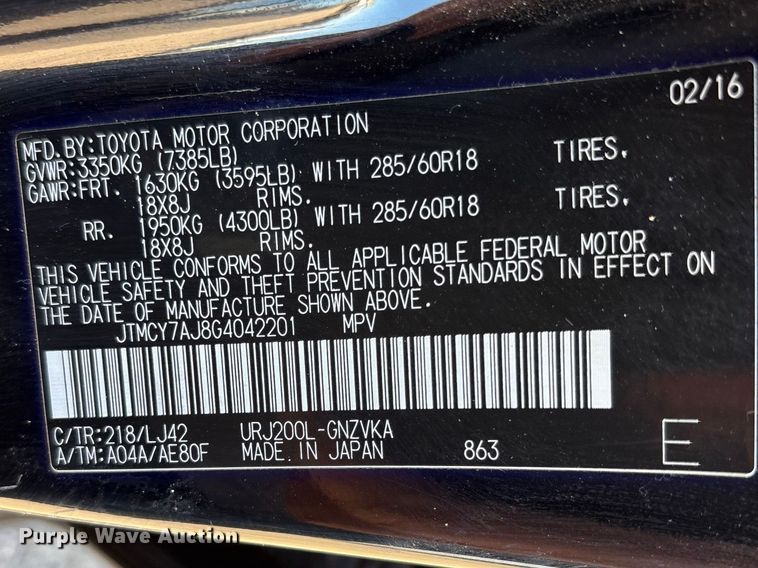 02/16
MFD.BY:TOYOTA MOTOR CORPORATION
GVWR:3350KG (7385LB)
GAWR:FRT. 1630KG (3595LB) WITH 285/60R18 TIRES.
18X8J RIMS.
RR. 1950KG (4300LB) WITH 285/60R18 TIRES.
18X8J RIMS.
THIS VEHICLE CONFORMS TO ALL APPLICABLE FEDERAL MOTOR
VEHICLE SAFETY AND THEFT PREVENTION STANDARDS IN EFFECT ON
THE DATE OF MANUFACTURE SHOWN ABOVE.
JTMCY7AJ8G4042201 MPV
C/TR:218/LJ42 URJ200L-GNZVKA
A/TM:A04A/AE80F MADE IN JAPAN 863 E
Purple Wave Auction